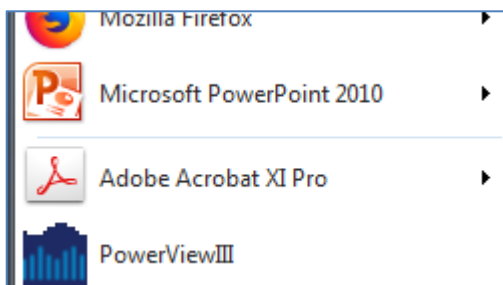 Mozilla Firefox
Microsoft PowerPoint 2010
Adobe Acrobat XI Pro
PowerViewⅢ